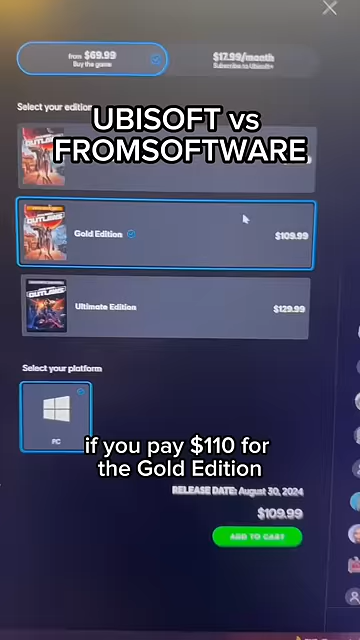 from $69.99
Buy the game
$17.99/month
Subscribe to Ubisoft+
Select your edition
UBISOFT vs
FROMSOFTWARE
OUTLAWS
Gold Edition
$109.99
OUTLAWS
Ultimate Edition
$129.99
Select your platform
PC
if you pay $110 for
the Gold Edition
RELEASE DATE: August 30, 2024
$109.99
ADD TO CART